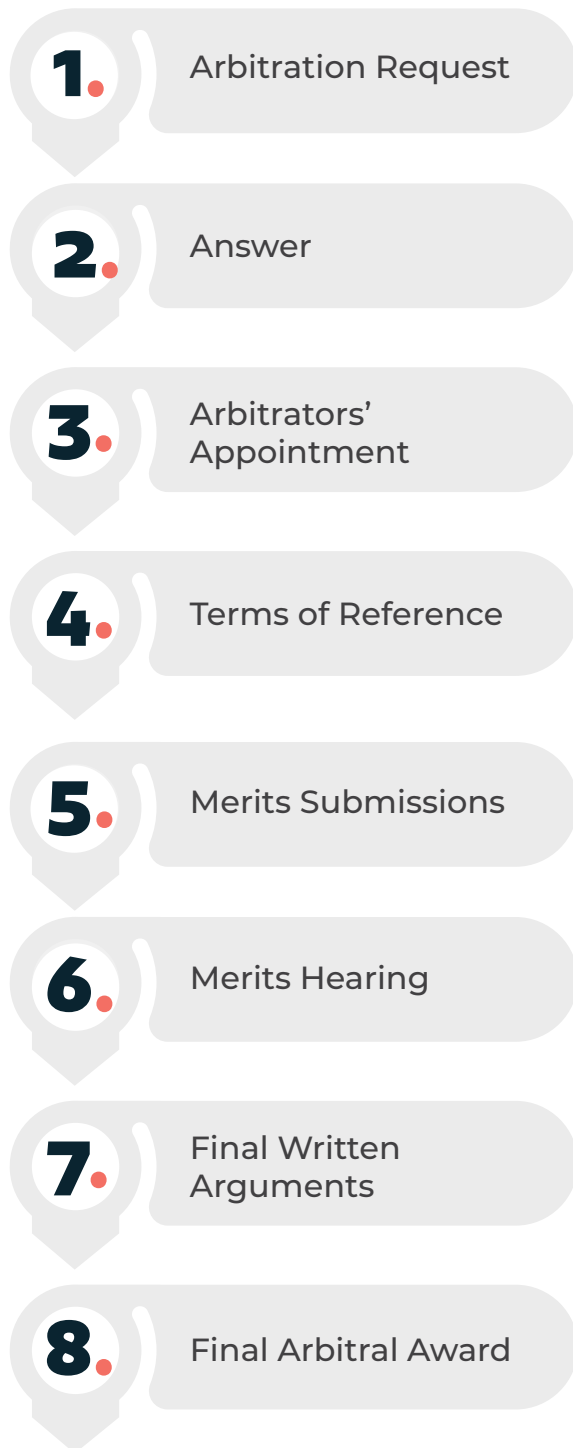 1. Arbitration Request
2. Answer
3. Arbitrators’
Appointment
4. Terms of Reference
5. Merits Submissions
6. Merits Hearing
7. Final Written
Arguments
8. Final Arbitral Award